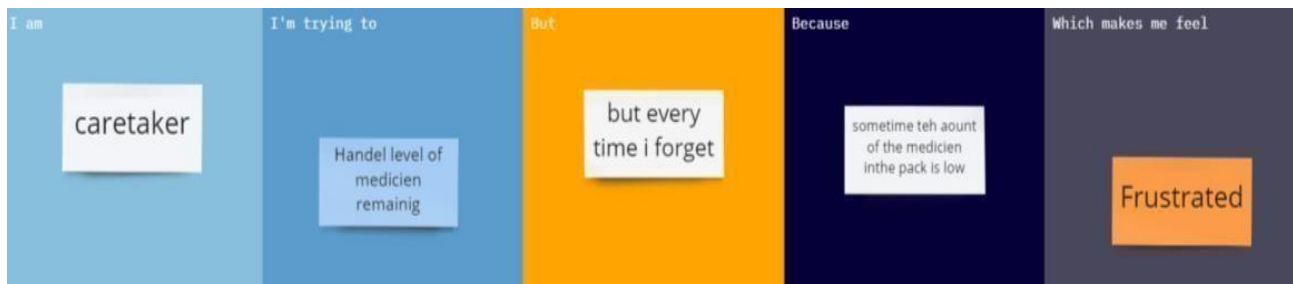 I am
caretaker
I'm trying to
Handel level of
medicien
remainig
But
but every
time i forget
Because
sometime teh aount
of the medicien
inthe pack is low
Which makes me feel
Frustrated